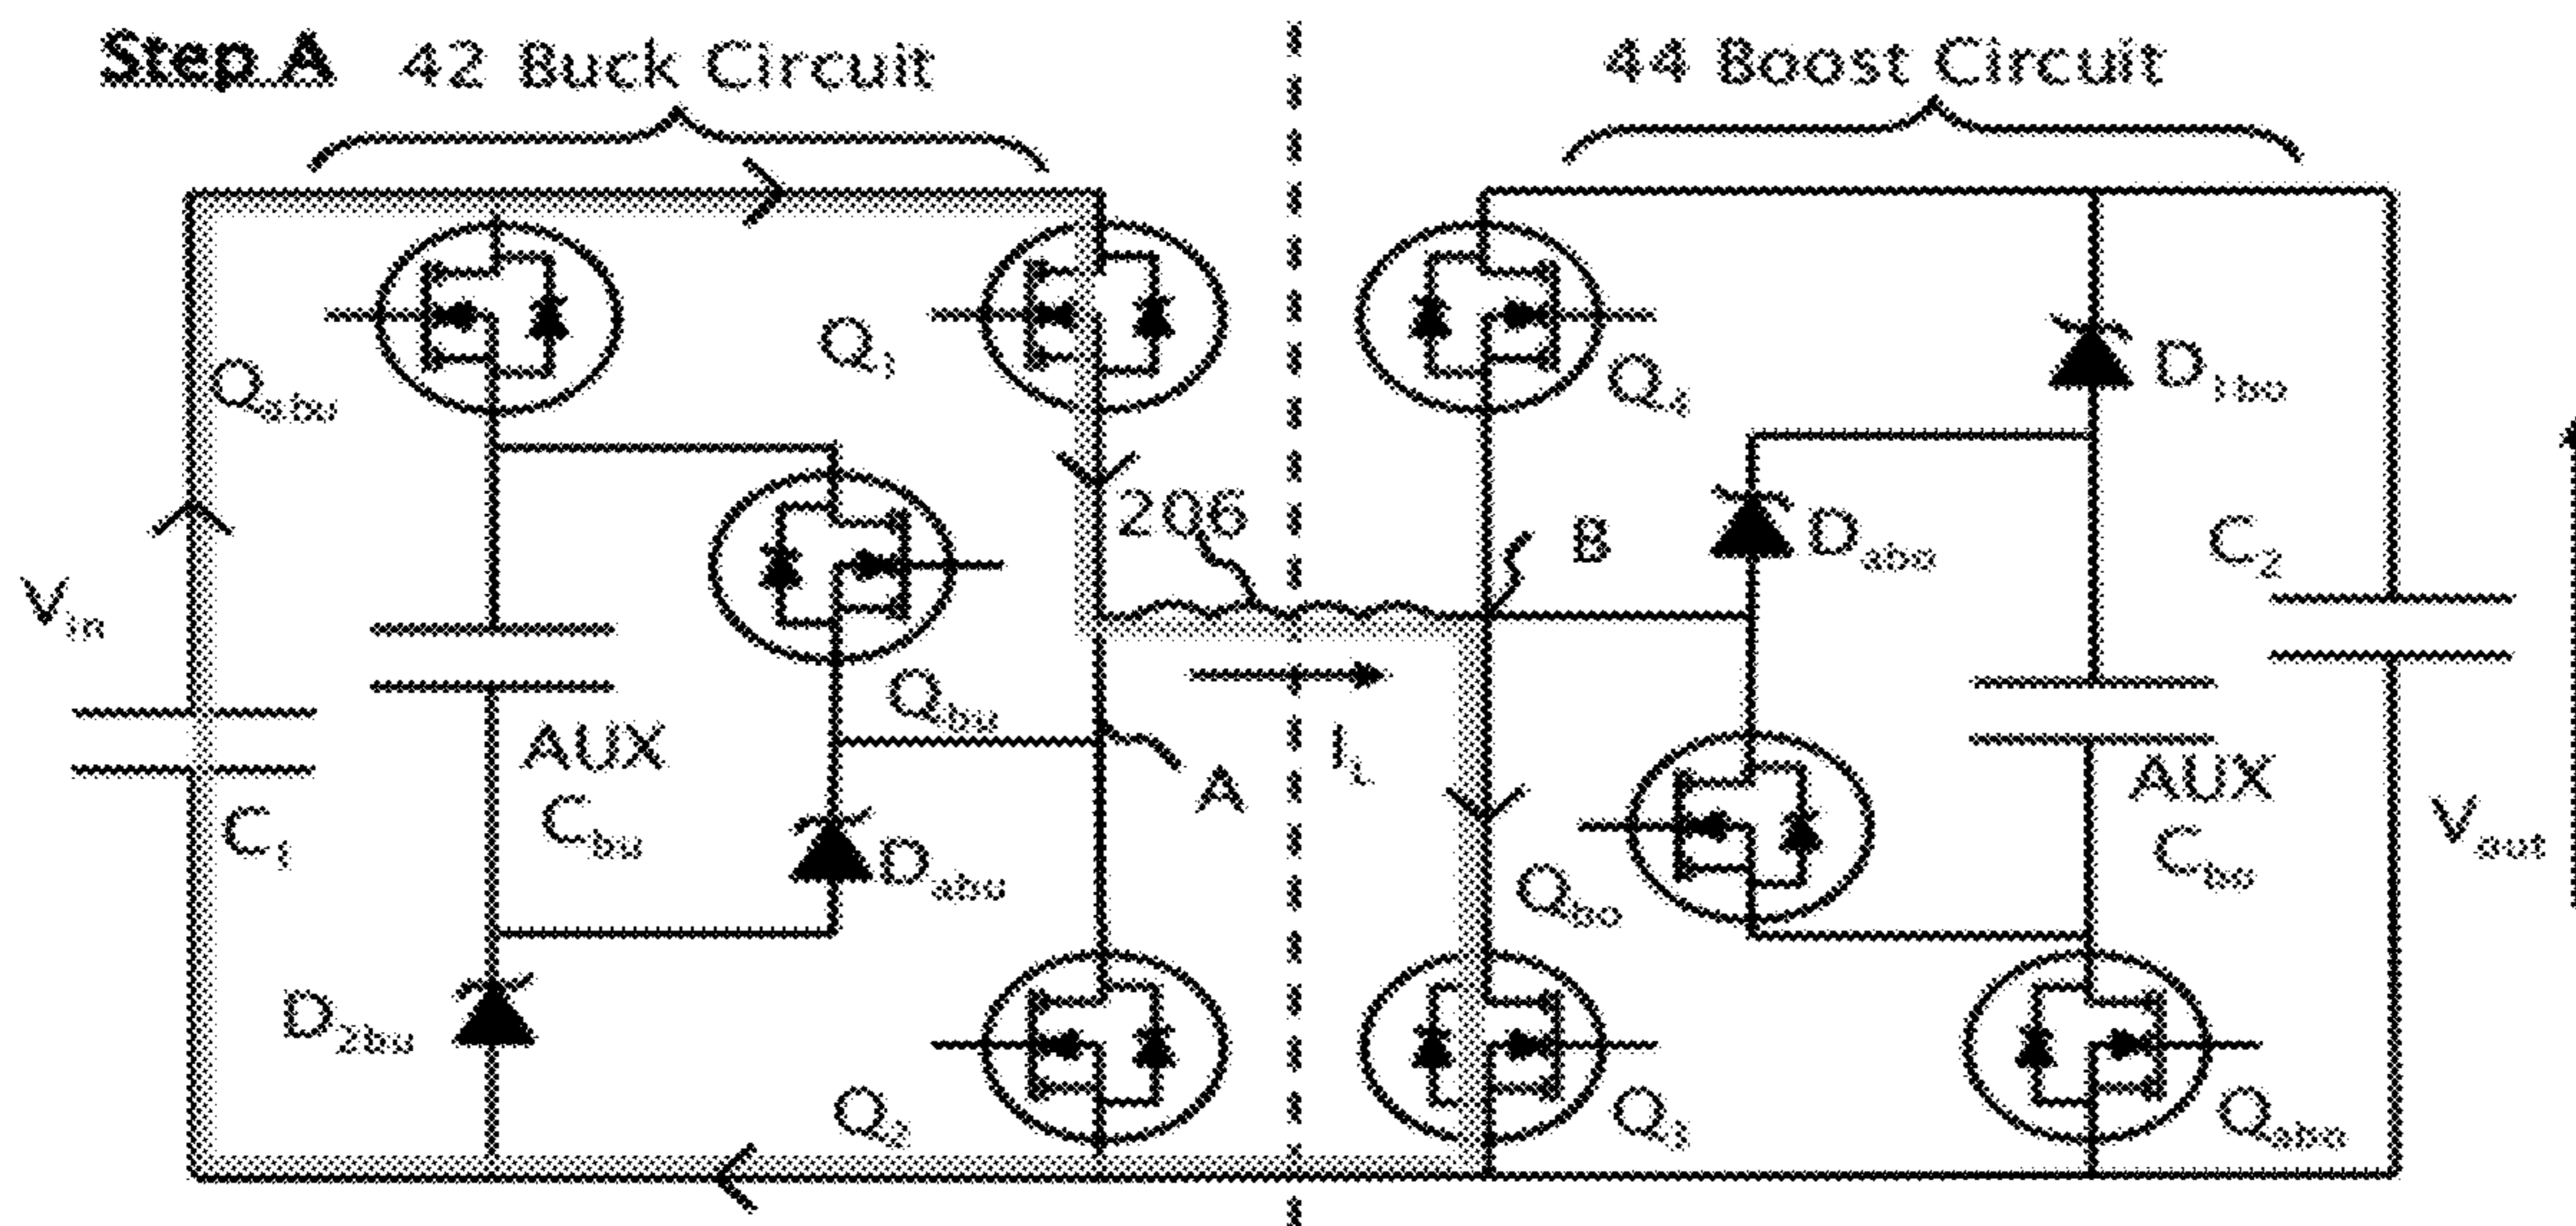 Step A 42 Buck Circuit
44 Boost Circuit
Qabu
Q1
Q4
D1bo
206
B
Dabo
C2
Vin
Qbu
AUX
Cbu
A
IL
AUX
Cbo
Vout
C1
Dabu
Qbo
D2bu
Q2
Q3
Qabo